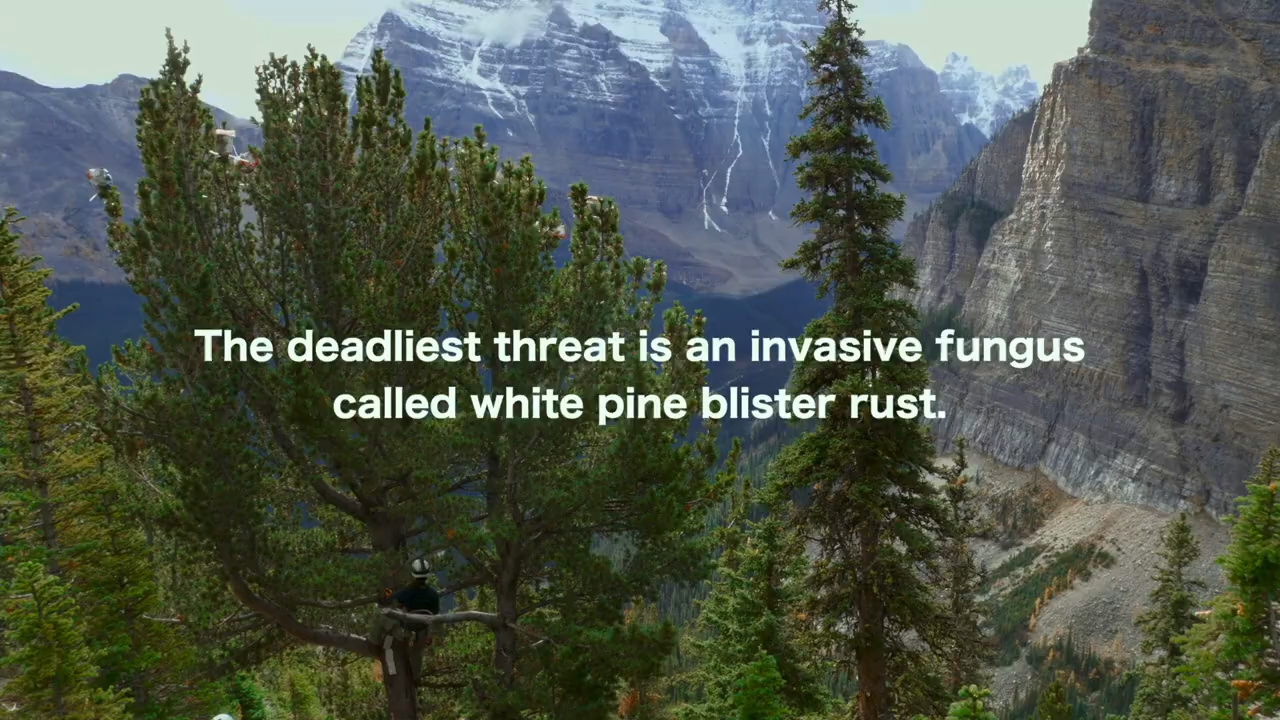 The deadliest threat is an invasive fungus
called white pine blister rust.